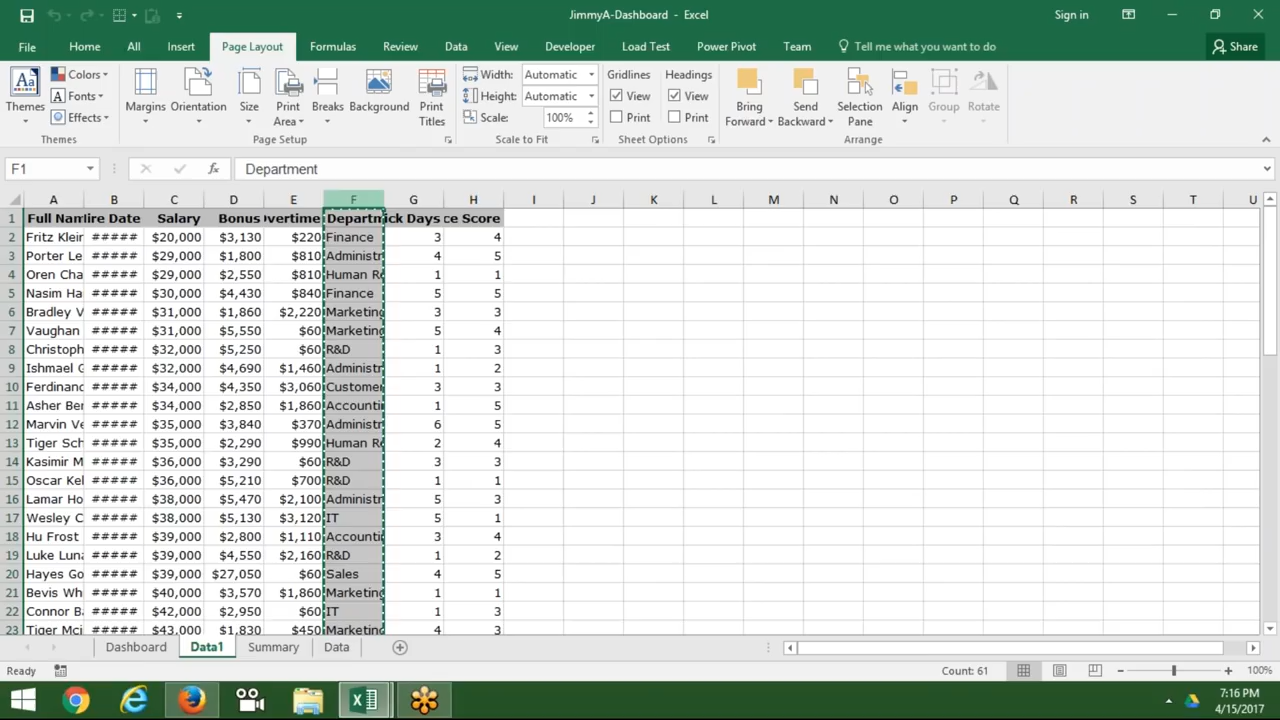 JimmyA-Dashboard - Excel
Sign in
File Home All Insert Page Layout Formulas Review Data View Developer Load Test Power Pivot Team Tell me what you want to do Share
Themes Colors Fonts Effects
Margins Orientation Size Print Area Breaks Background Print Titles
Width: Automatic
Height: Automatic
Scale: 100%
Gridlines Headings
View View
Print Print
Bring Forward Send Backward Selection Pane Align Group Rotate
Themes Page Setup Scale to Fit Sheet Options Arrange
F1 fx Department
A B C D E F G H I J K L M N O P Q R S T U
1 Full Nam ire Date Salary Bonus vertime Departm ick Days ce Score
2 Fritz Klein ##### $20,000 $3,130 $220 Finance 3 4
3 Porter Le ##### $29,000 $1,800 $810 Administr 4 5
4 Oren Cha ##### $29,000 $2,550 $810 Human Re 1 1
5 Nasim Ha ##### $30,000 $4,430 $840 Finance 5 5
6 Bradley V ##### $31,000 $1,860 $2,220 Marketing 3 3
7 Vaughan ##### $31,000 $5,550 $60 Marketing 5 4
8 Christoph ##### $32,000 $5,250 $60 R&D 1 3
9 Ishmael G ##### $32,000 $4,690 $1,460 Administr 1 2
10 Ferdinand ##### $34,000 $4,350 $3,060 Customer 3 3
11 Asher Ber ##### $34,000 $2,850 $1,860 Accounti 1 5
12 Marvin Ve ##### $35,000 $3,840 $370 Administr 6 5
13 Tiger Sch ##### $35,000 $2,290 $990 Human Re 2 4
14 Kasimir M ##### $36,000 $3,290 $60 R&D 3 3
15 Oscar Kel ##### $36,000 $5,210 $700 R&D 1 1
16 Lamar Ho ##### $38,000 $5,470 $2,100 Administr 5 3
17 Wesley C ##### $38,000 $5,130 $3,120 IT 5 1
18 Hu Frost ##### $39,000 $2,800 $1,110 Accounti 3 4
19 Luke Luna ##### $39,000 $4,550 $2,160 R&D 1 2
20 Hayes Go ##### $39,000 $27,050 $60 Sales 4 5
21 Bevis Wh ##### $40,000 $3,570 $1,860 Marketing 1 1
22 Connor B ##### $42,000 $2,950 $60 IT 1 3
23 Tiger Mci ##### $43,000 $1,830 $450 Marketing 4 3
Dashboard Data1 Summary Data
Ready Count: 61 100%
7:16 PM
4/15/2017